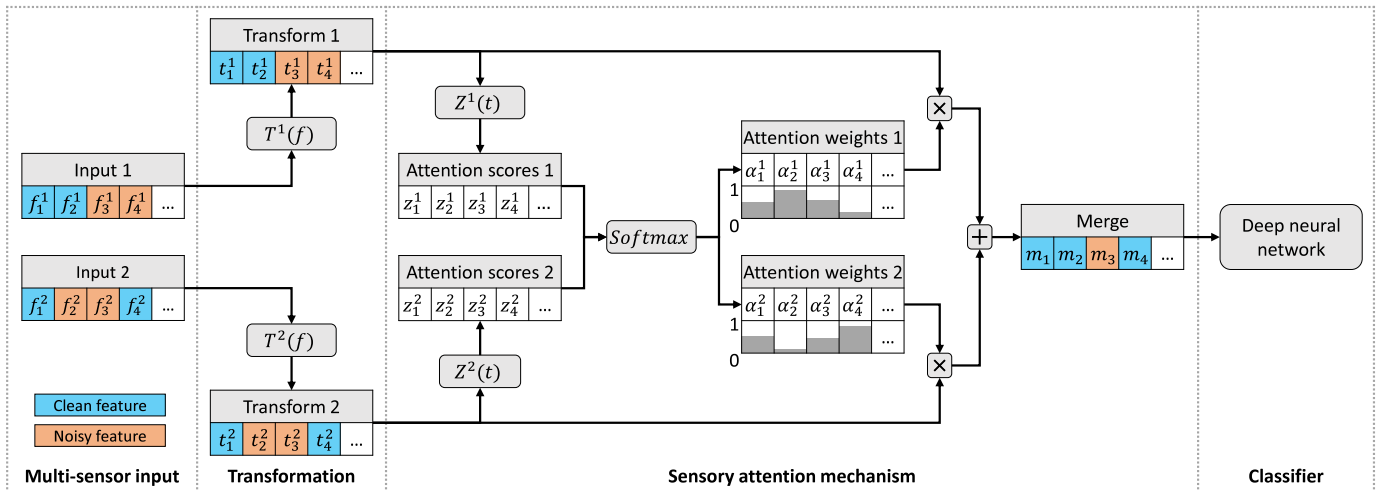 Transform 1
t₁¹ t₂¹ t₃¹ t₄¹ ...
Z¹(t)
T¹(f)
×
Input 1
f₁¹ f₂¹ f₃¹ f₄¹ ...
Attention scores 1
z₁¹ z₂¹ z₃¹ z₄¹ ...
Attention weights 1
α₁¹ α₂¹ α₃¹ α₄¹ ...
1
...
0
Softmax
+
Merge
m₁ m₂ m₃ m₄ ...
Deep neural
network
Input 2
f₁² f₂² f₃² f₄² ...
Attention scores 2
z₁² z₂² z₃² z₄² ...
Attention weights 2
α₁² α₂² α₃² α₄² ...
1
...
0
T²(f)
Z²(t)
×
Transform 2
t₁² t₂² t₃² t₄² ...
Clean feature
Noisy feature
Multi-sensor input
Transformation
Sensory attention mechanism
Classifier